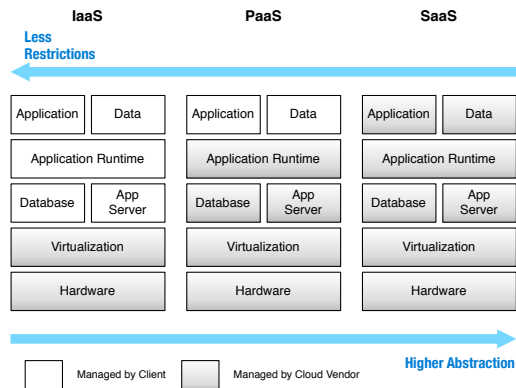 IaaS PaaS SaaS
Less
Restrictions
Application Data Application Data Application Data
Application Runtime Application Runtime Application Runtime
Database App Server Database App Server Database App Server
Virtualization Virtualization Virtualization
Hardware Hardware Hardware
Higher Abstraction
Managed by Client Managed by Cloud Vendor